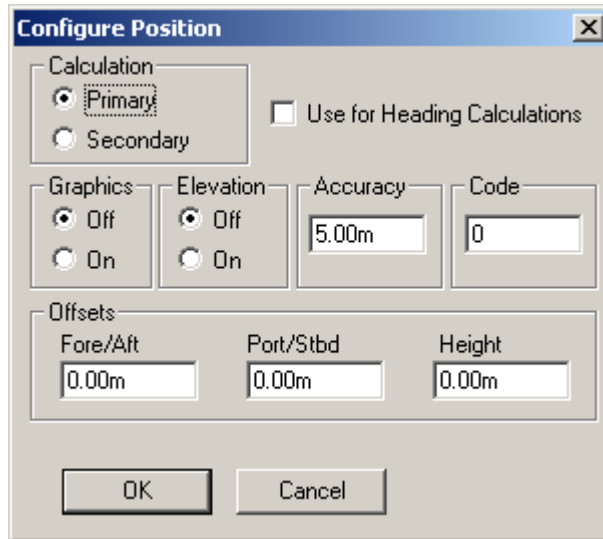 Configure Position
Calculation
Primary
Secondary
Use for Heading Calculations
Graphics
Off
On
Elevation
Off
On
Accuracy
5.00m
Code
0
Offsets
Fore/Aft
Port/Stbd
Height
0.00m
0.00m
0.00m
OK
Cancel